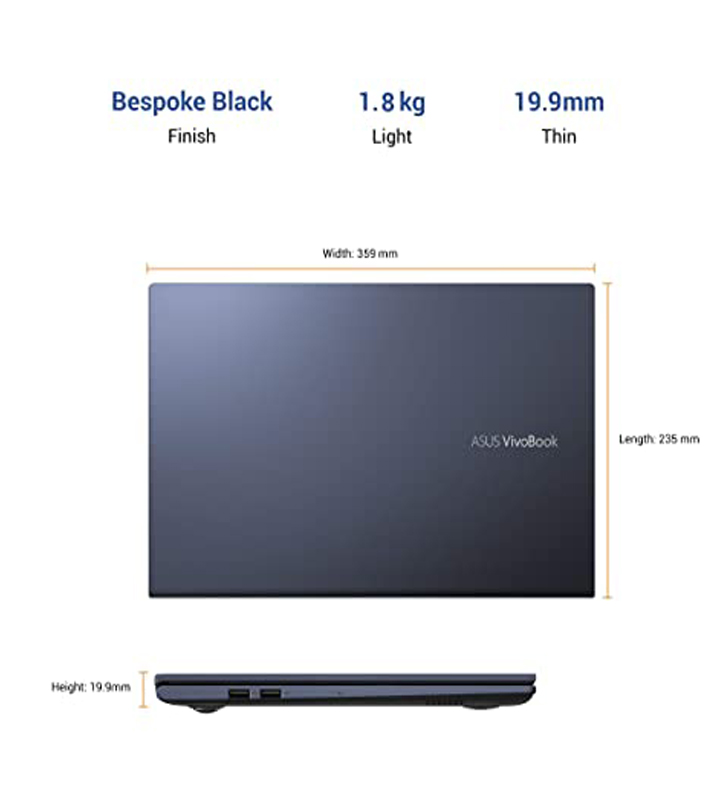 Bespoke Black 1.8 kg 19.9mm
Finish Light Thin
Width: 359 mm
Length: 235 mm
ASUS VivoBook
Height: 19.9mm